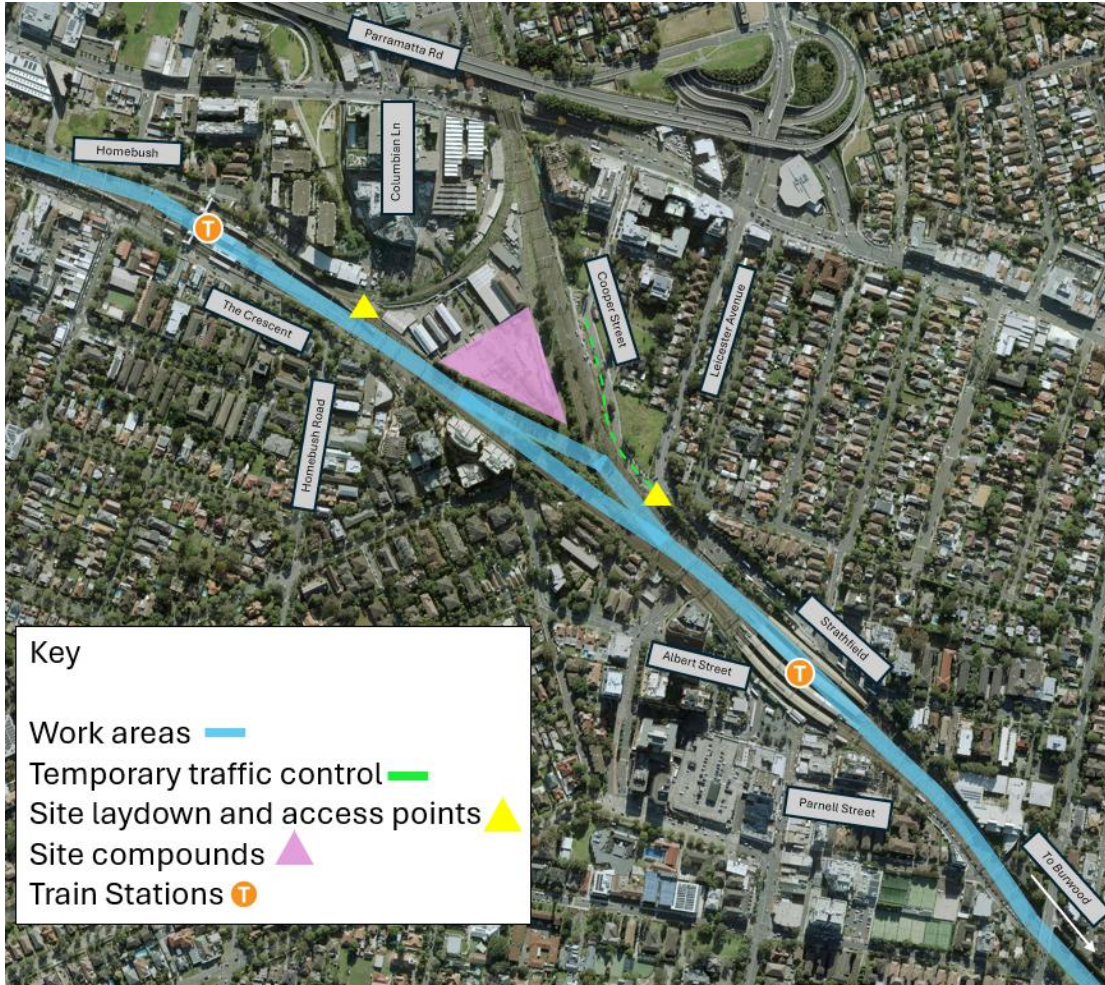 Parramatta Rd
Homebush
Columbian Ln
T
The Crescent
Cooper Street
Leicester Avenue
Homebush Road
Strathfield
Albert Street
T
Parnell Street
To Burwood
Key
Work areas
Temporary traffic control
Site laydown and access points
Site compounds
Train Stations T